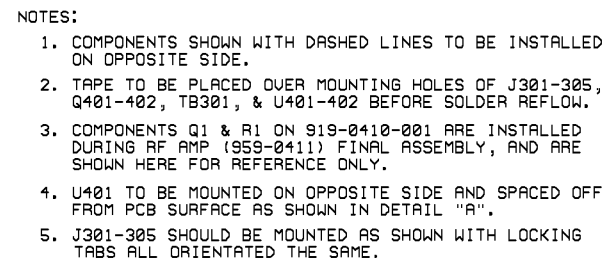 NOTES:
1. COMPONENTS SHOWN WITH DASHED LINES TO BE INSTALLED
ON OPPOSITE SIDE.
2. TAPE TO BE PLACED OVER MOUNTING HOLES OF J301-305,
Q401-402, TB301, & U401-402 BEFORE SOLDER REFLOW.
3. COMPONENTS Q1 & R1 ON 919-0410-001 ARE INSTALLED
DURING RF AMP (959-0411) FINAL ASSEMBLY, AND ARE
SHOWN HERE FOR REFERENCE ONLY.
4. U401 TO BE MOUNTED ON OPPOSITE SIDE AND SPACED OFF
FROM PCB SURFACE AS SHOWN IN DETAIL "A".
5. J301-305 SHOULD BE MOUNTED AS SHOWN WITH LOCKING
TABS ALL ORIENTATED THE SAME.